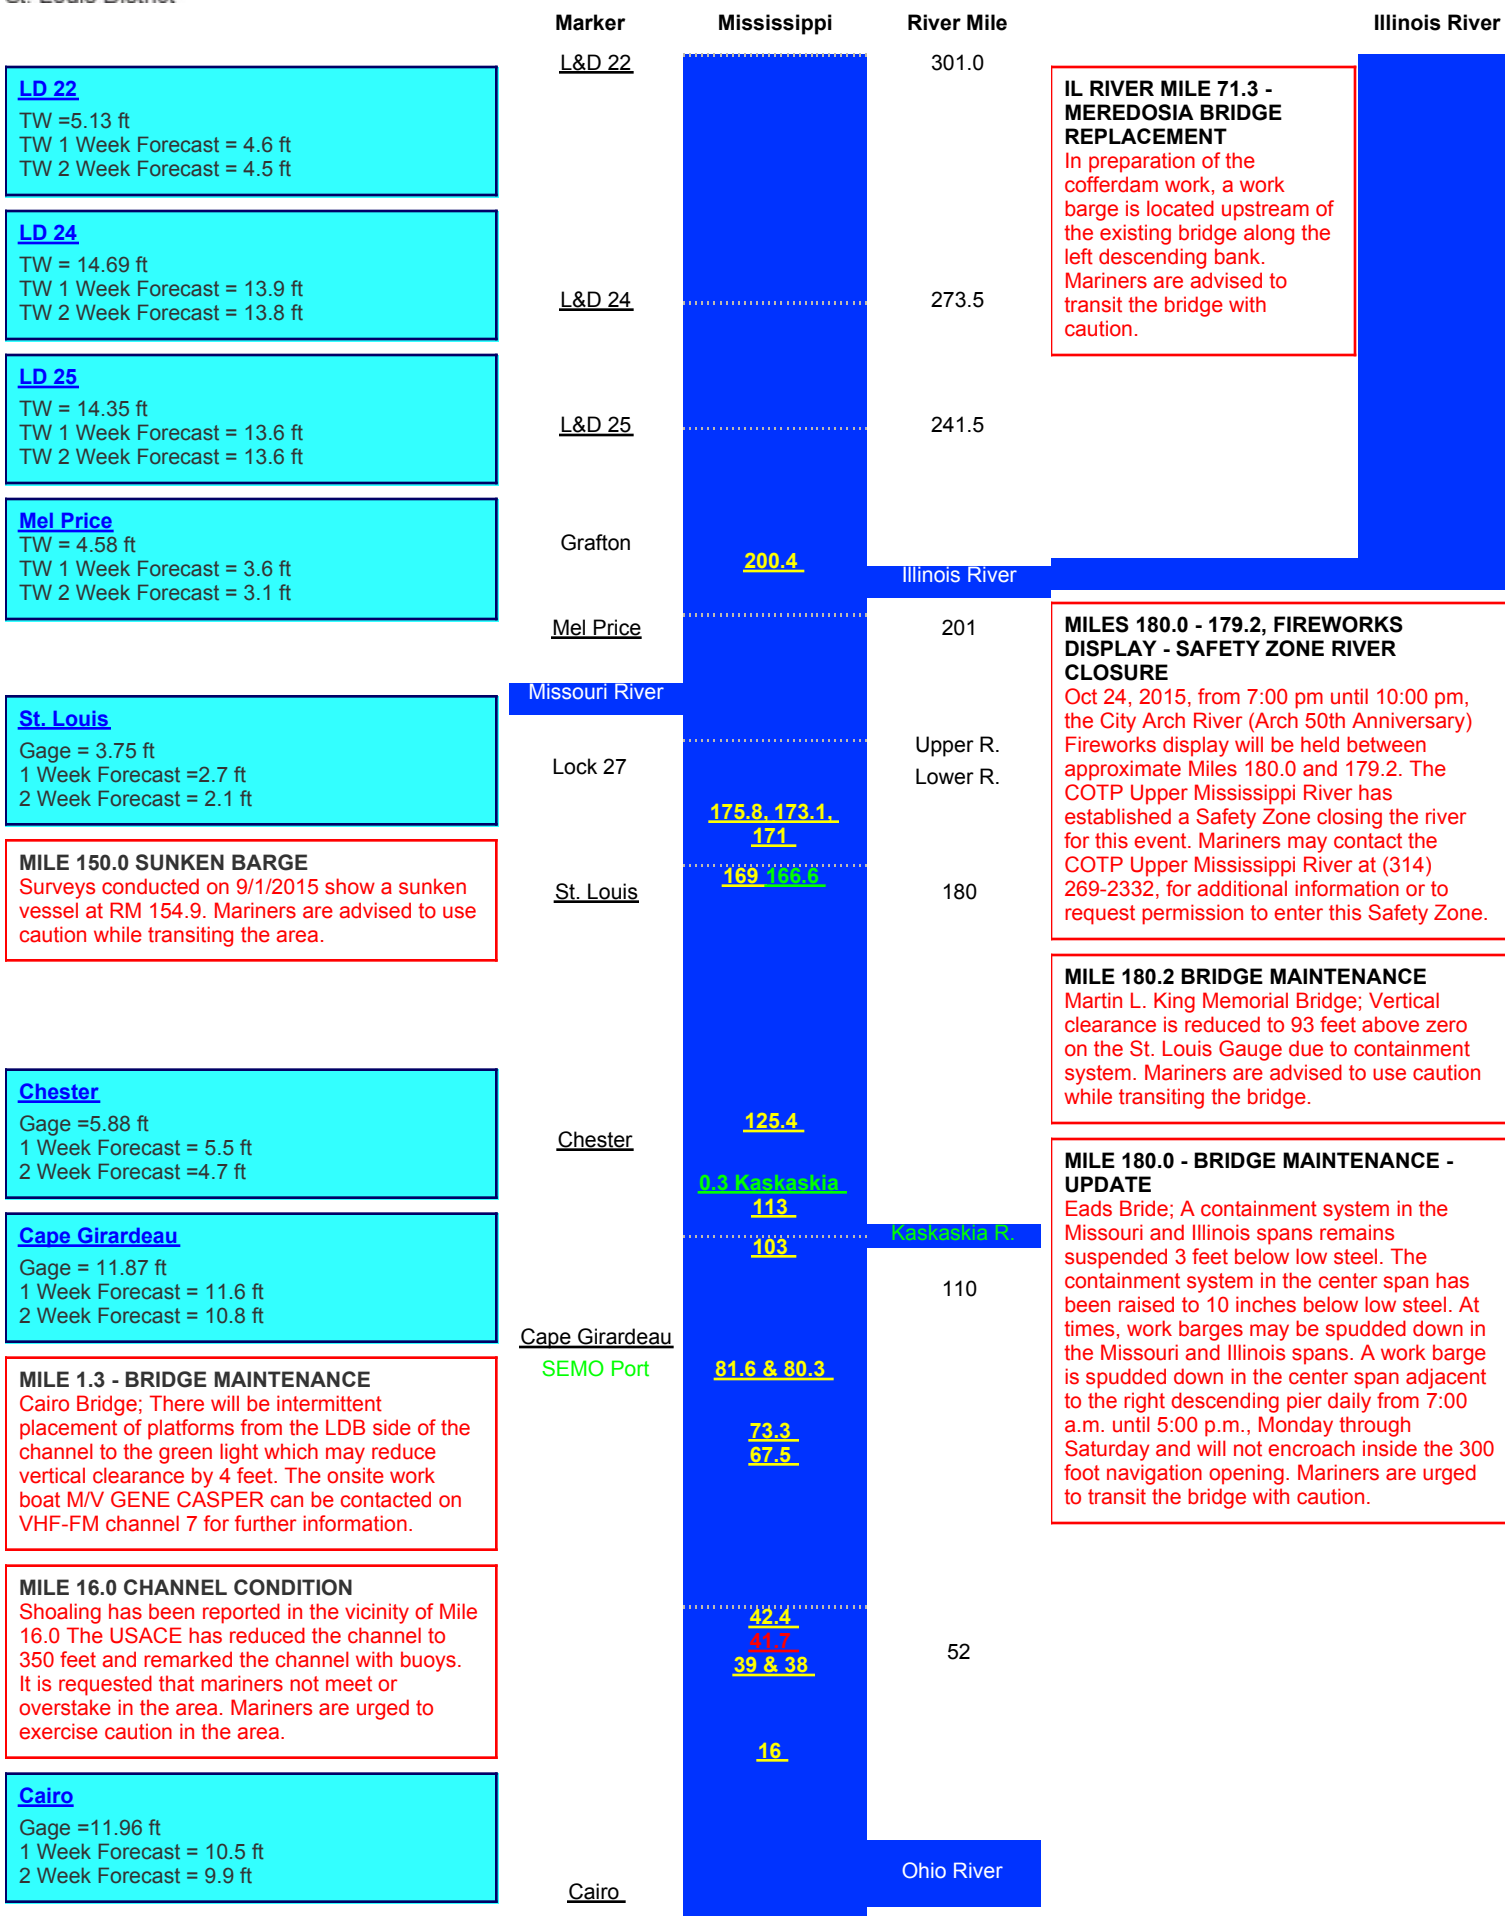 St. Louis District
Marker
Mississippi
River Mile
Illinois River
LD 22
TW =5.13 ft
TW 1 Week Forecast = 4.6 ft
TW 2 Week Forecast = 4.5 ft
LD 24
TW = 14.69 ft
TW 1 Week Forecast = 13.9 ft
TW 2 Week Forecast = 13.8 ft
LD 25
TW = 14.35 ft
TW 1 Week Forecast = 13.6 ft
TW 2 Week Forecast = 13.6 ft
Mel Price
TW = 4.58 ft
TW 1 Week Forecast = 3.6 ft
TW 2 Week Forecast = 3.1 ft
St. Louis
Gage = 3.75 ft
1 Week Forecast =2.7 ft
2 Week Forecast = 2.1 ft
MILE 150.0 SUNKEN BARGE
Surveys conducted on 9/1/2015 show a sunken
vessel at RM 154.9. Mariners are advised to use
caution while transiting the area.
Chester
Gage =5.88 ft
1 Week Forecast = 5.5 ft
2 Week Forecast =4.7 ft
Cape Girardeau
Gage = 11.87 ft
1 Week Forecast = 11.6 ft
2 Week Forecast = 10.8 ft
MILE 1.3 - BRIDGE MAINTENANCE
Cairo Bridge; There will be intermittent
placement of platforms from the LDB side of the
channel to the green light which may reduce
vertical clearance by 4 feet. The onsite work
boat M/V GENE CASPER can be contacted on
VHF-FM channel 7 for further information.
MILE 16.0 CHANNEL CONDITION
Shoaling has been reported in the vicinity of Mile
16.0 The USACE has reduced the channel to
350 feet and remarked the channel with buoys.
It is requested that mariners not meet or
overstake in the area. Mariners are urged to
exercise caution in the area.
Cairo
Gage =11.96 ft
1 Week Forecast = 10.5 ft
2 Week Forecast = 9.9 ft
L&D 22
L&D 24
L&D 25
Grafton
Mel Price
Missouri River
Lock 27
St. Louis
Chester
Cape Girardeau
SEMO Port
Cairo
200.4
175.8, 173.1,
171
169 166.6
125.4
0.3 Kaskaskia
113
103
81.6 & 80.3
73.3
67.5
42.4
41.7
39 & 38
16
301.0
273.5
241.5
Illinois River
201
Upper R.
Lower R.
180
Kaskaskia R.
110
52
Ohio River
IL RIVER MILE 71.3 -
MEREDOSIA BRIDGE
REPLACEMENT
In preparation of the
cofferdam work, a work
barge is located upstream of
the existing bridge along the
left descending bank.
Mariners are advised to
transit the bridge with
caution.
MILES 180.0 - 179.2, FIREWORKS
DISPLAY - SAFETY ZONE RIVER
CLOSURE
Oct 24, 2015, from 7:00 pm until 10:00 pm,
the City Arch River (Arch 50th Anniversary)
Fireworks display will be held between
approximate Miles 180.0 and 179.2. The
COTP Upper Mississippi River has
established a Safety Zone closing the river
for this event. Mariners may contact the
COTP Upper Mississippi River at (314)
269-2332, for additional information or to
request permission to enter this Safety Zone.
MILE 180.2 BRIDGE MAINTENANCE
Martin L. King Memorial Bridge; Vertical
clearance is reduced to 93 feet above zero
on the St. Louis Gauge due to containment
system. Mariners are advised to use caution
while transiting the bridge.
MILE 180.0 - BRIDGE MAINTENANCE -
UPDATE
Eads Bride; A containment system in the
Missouri and Illinois spans remains
suspended 3 feet below low steel. The
containment system in the center span has
been raised to 10 inches below low steel. At
times, work barges may be spudded down in
the Missouri and Illinois spans. A work barge
is spudded down in the center span adjacent
to the right descending pier daily from 7:00
a.m. until 5:00 p.m., Monday through
Saturday and will not encroach inside the 300
foot navigation opening. Mariners are urged
to transit the bridge with caution.